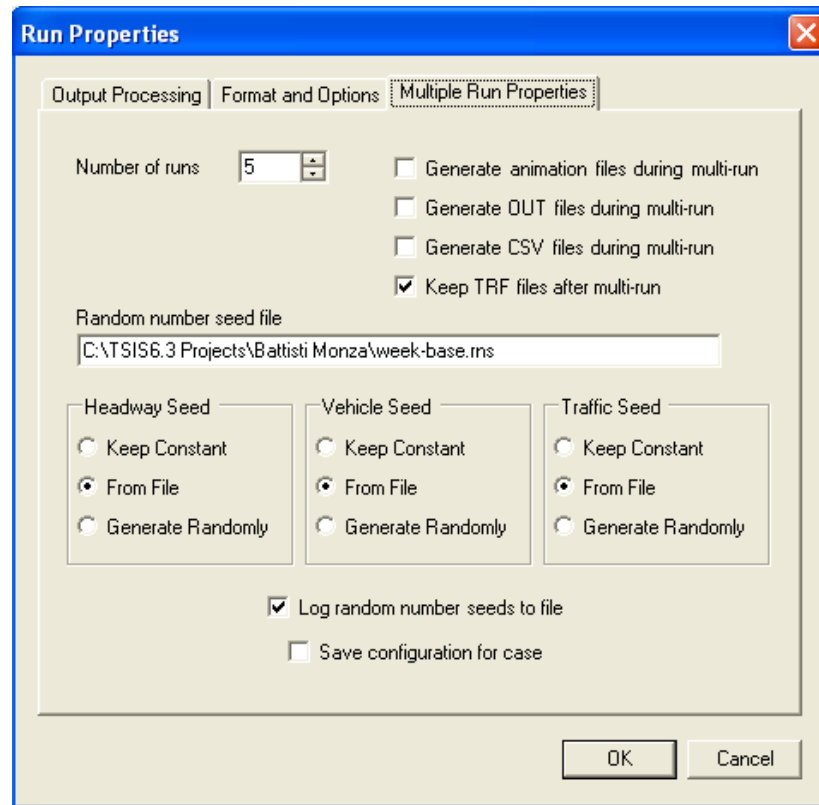 Run Properties
Output Processing
Format and Options
Multiple Run Properties
Number of runs
5
Generate animation files during multi-run
Generate OUT files during multi-run
Generate CSV files during multi-run
Keep TRF files after multi-run
Random number seed file
C:\TSIS6.3 Projects\Battisti Monza\week-base.rns
Headway Seed
Keep Constant
From File
Generate Randomly
Vehicle Seed
Keep Constant
From File
Generate Randomly
Traffic Seed
Keep Constant
From File
Generate Randomly
Log random number seeds to file
Save configuration for case
OK
Cancel